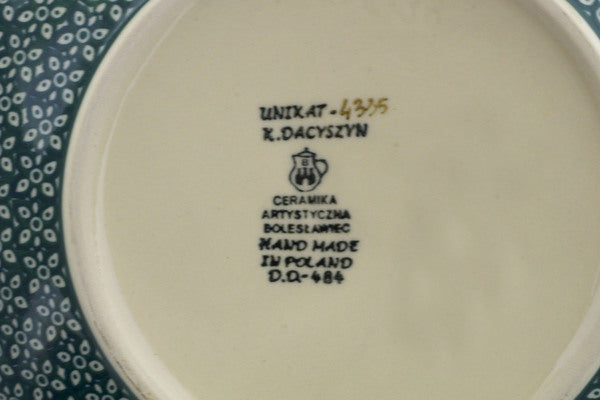 UNIKAT - 4335
K. DACYSZYN
B
CERAMIKA
ARTYSTYCZNA
BOLESŁAWIEC
HAND MADE
IN POLAND
D.D.-484